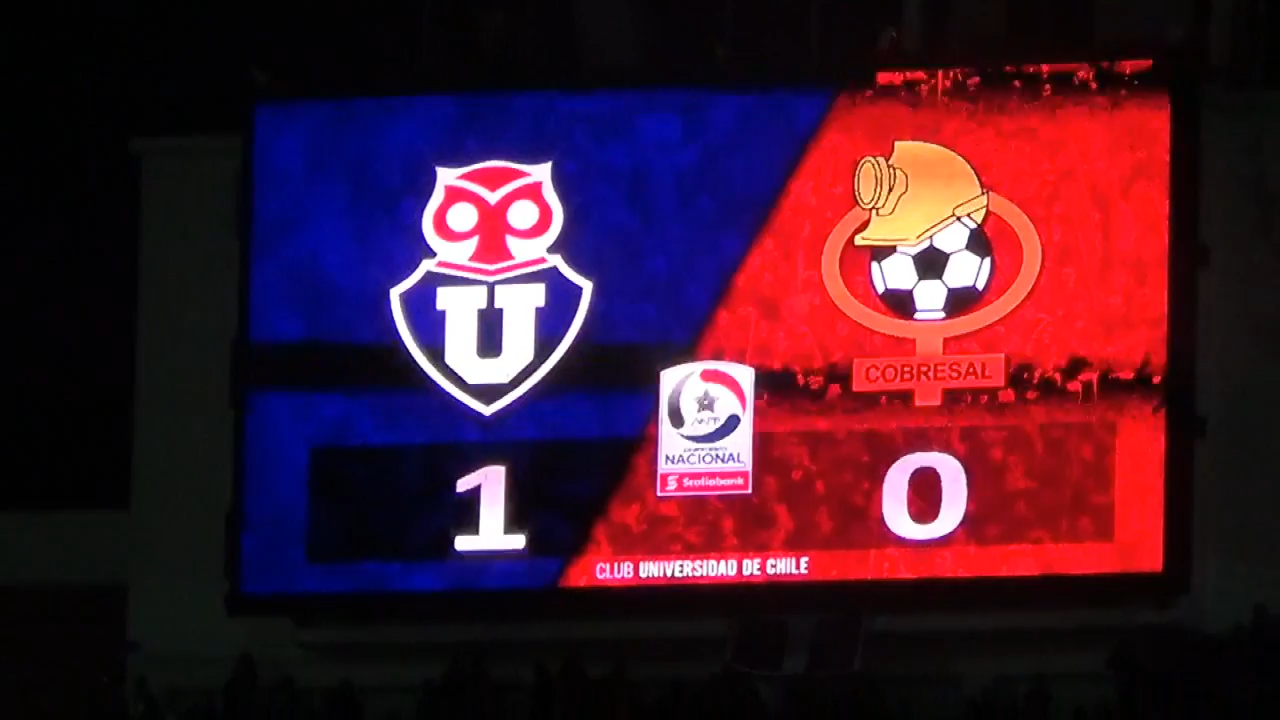 U
COBRESAL
NACIONAL
Scotiabank
1
0
CLUB UNIVERSIDAD DE CHILE